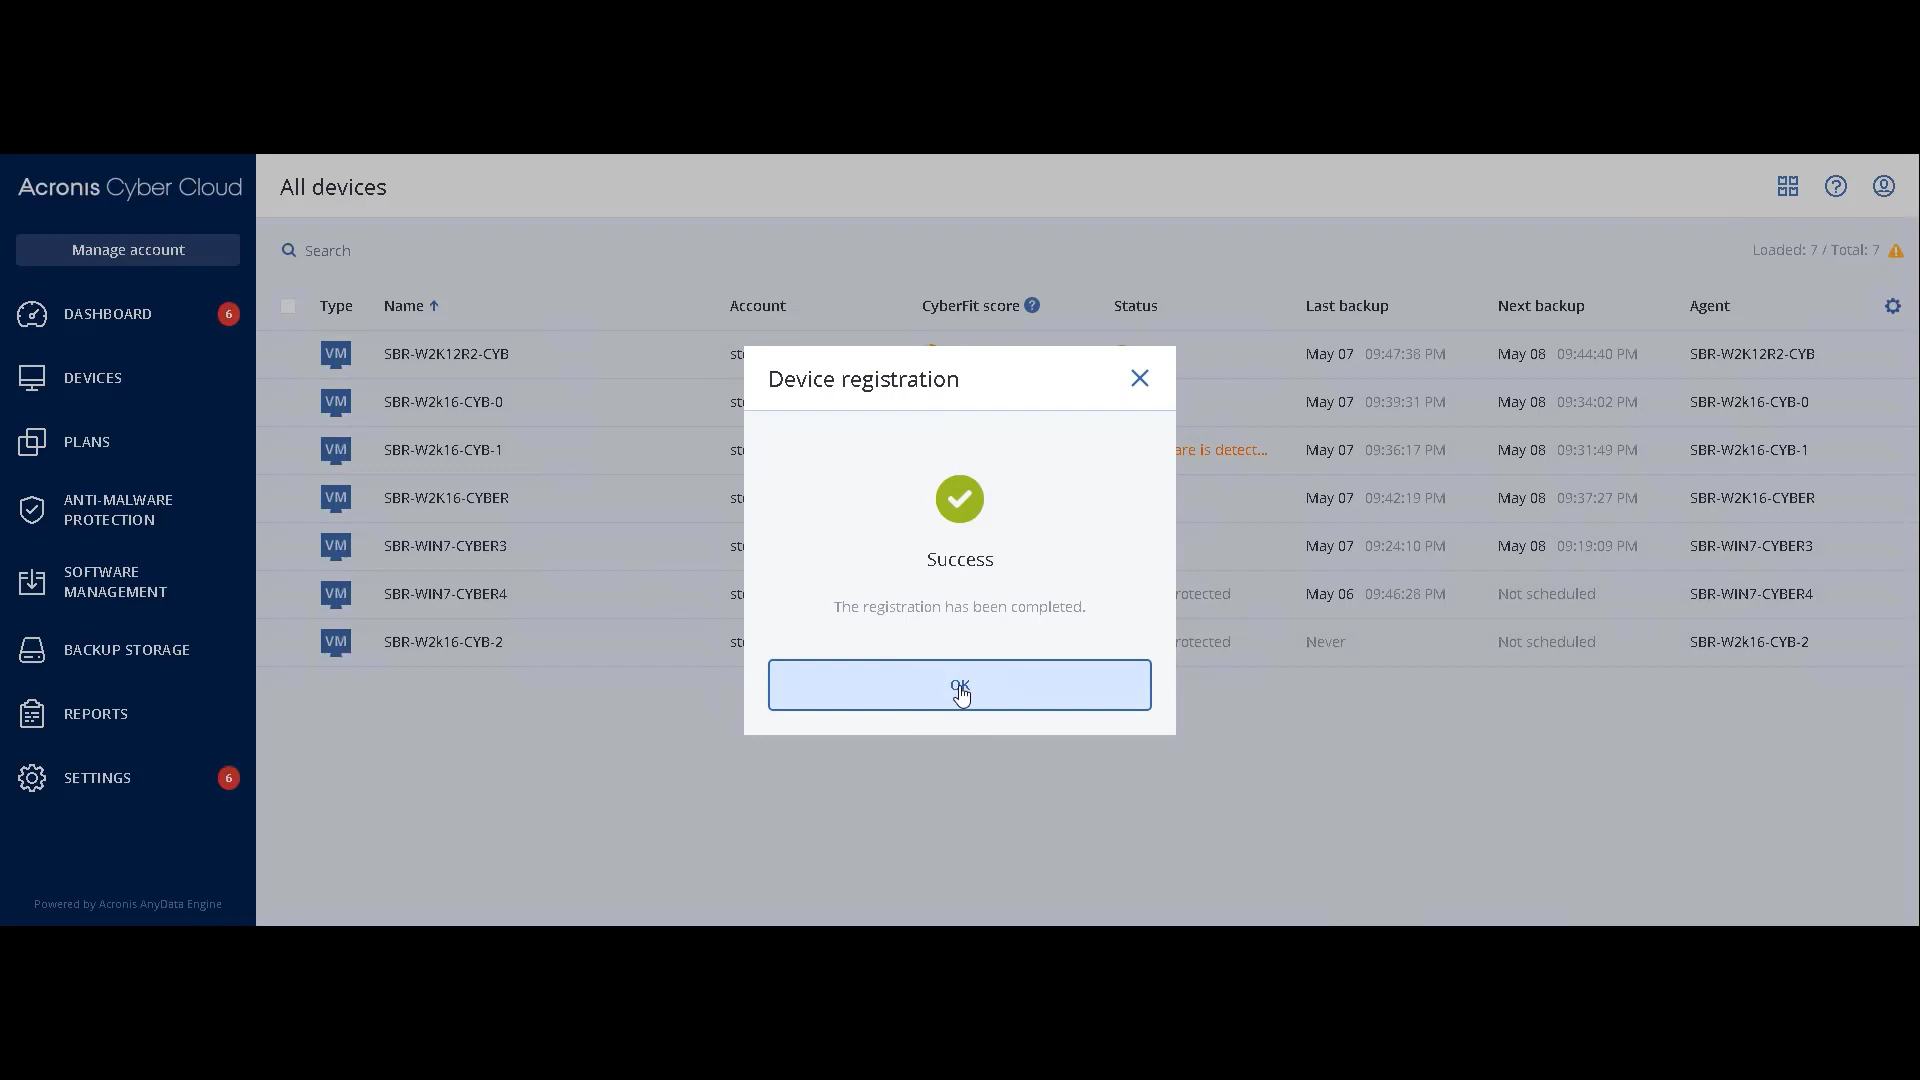 Acronis Cyber Cloud
All devices
Manage account
Search
Loaded: 7 / Total: 7
DASHBOARD 6
DEVICES
PLANS
ANTI-MALWARE
PROTECTION
SOFTWARE
MANAGEMENT
BACKUP STORAGE
REPORTS
SETTINGS 6
Powered by Acronis AnyData Engine
Type Name Account CyberFit score ? Status Last backup Next backup Agent
VM SBR-W2K12R2-CYB May 07 09:47:38 PM May 08 09:44:40 PM SBR-W2K12R2-CYB
VM SBR-W2k16-CYB-0 May 07 09:39:31 PM May 08 09:34:02 PM SBR-W2k16-CYB-0
VM SBR-W2k16-CYB-1 is detect... May 07 09:36:17 PM May 08 09:31:49 PM SBR-W2k16-CYB-1
VM SBR-W2K16-CYBER May 07 09:42:19 PM May 08 09:37:27 PM SBR-W2K16-CYBER
VM SBR-WIN7-CYBER3 May 07 09:24:10 PM May 08 09:19:09 PM SBR-WIN7-CYBER3
VM SBR-WIN7-CYBER4 May 06 09:46:28 PM Not scheduled SBR-WIN7-CYBER4
VM SBR-W2k16-CYB-2 Never Not scheduled SBR-W2k16-CYB-2
Device registration
Success
The registration has been completed.
OK